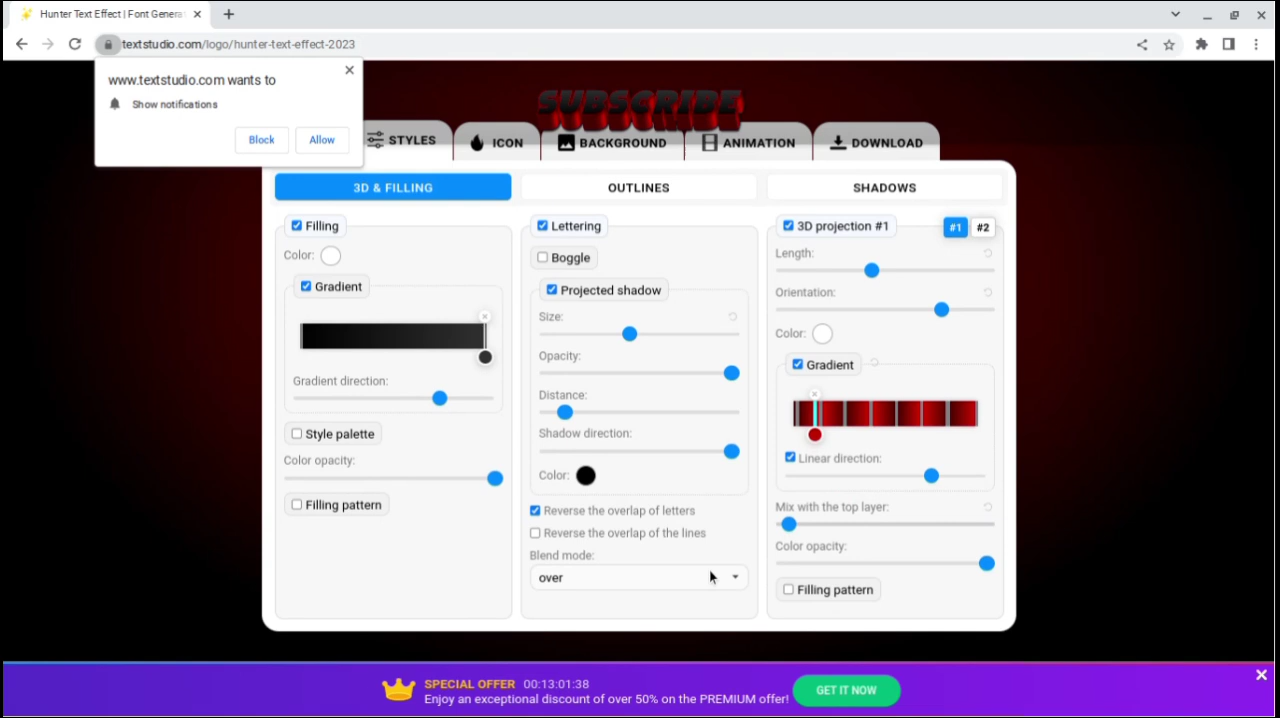 Hunter Text Effect | Font Genera
textstudio.com/logo/hunter-text-effect-2023
www.textstudio.com wants to
Show notifications
Block
Allow
SUBSCRIBE
STYLES
ICON
BACKGROUND
ANIMATION
DOWNLOAD
3D & FILLING
OUTLINES
SHADOWS
Filling
Color:
Gradient
Gradient direction:
Style palette
Color opacity:
Filling pattern
Lettering
Boggle
Projected shadow
Size:
Opacity:
Distance:
Shadow direction:
Color:
Reverse the overlap of letters
Reverse the overlap of the lines
Blend mode:
over
3D projection #1
#1
#2
Length:
Orientation:
Color:
Gradient
Linear direction:
Mix with the top layer:
Color opacity:
Filling pattern
SPECIAL OFFER 00:13:01:38
Enjoy an exceptional discount of over 50% on the PREMIUM offer!
GET IT NOW